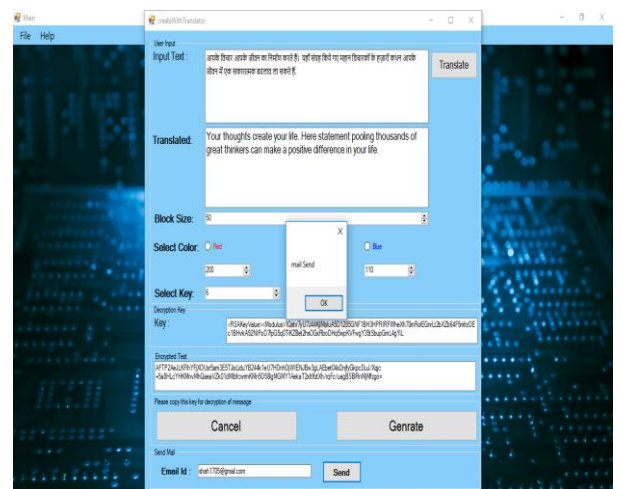 Main
File Help
createWithTranslator
User Input
Input Text :
आपके विचार आपके जीवन का निर्माण करते हैं। यहाँ संग्रह किये गए महान विचारकों के हज़ारों कथन आपके
जीवन में एक सकारात्मक बदलाव ला सकते हैं.
Translate
Translated:
Your thoughts create your life. Here statement pooling thousands of
great thinkers can make a positive difference in your life.
Block Size:
50
Select Color:
Red
Blue
200
110
mail Send
OK
Select Key:
6
Decryption Key
Key :
Encrypted Text
Please copy this key for decryption of message
Cancel
Genrate
Send Mail
Email Id :
shah1705@gmail.com
Send